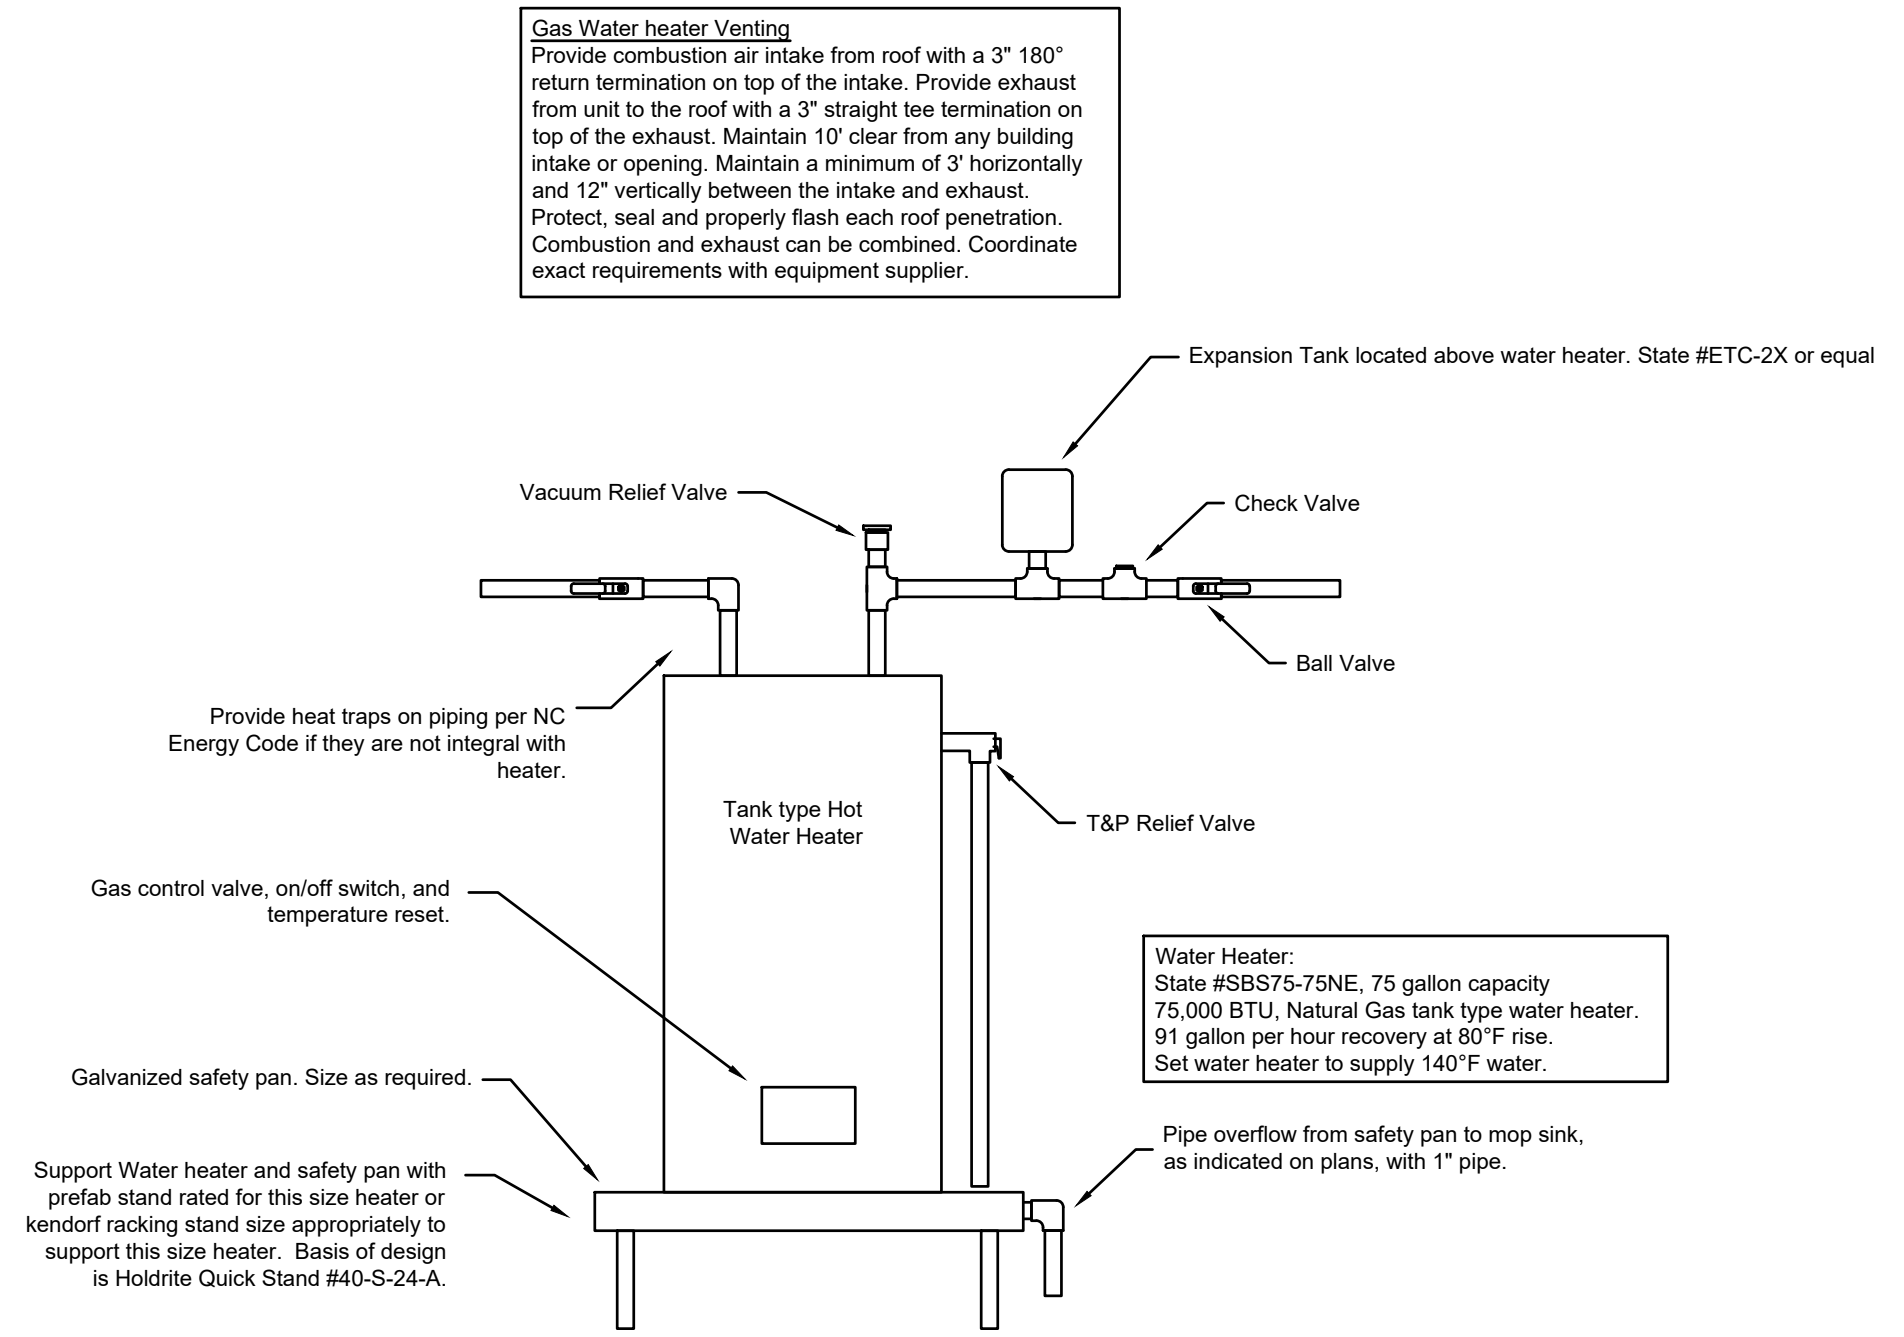 Gas Water heater Venting
Provide combustion air intake from roof with a 3" 180°
return termination on top of the intake. Provide exhaust
from unit to the roof with a 3" straight tee termination on
top of the exhaust. Maintain 10' clear from any building
intake or opening. Maintain a minimum of 3' horizontally
and 12" vertically between the intake and exhaust.
Protect, seal and properly flash each roof penetration.
Combustion and exhaust can be combined. Coordinate
exact requirements with equipment supplier.
Expansion Tank located above water heater. State #ETC-2X or equal
Vacuum Relief Valve
Check Valve
Ball Valve
Provide heat traps on piping per NC
Energy Code if they are not integral with
heater.
Tank type Hot
Water Heater
T&P Relief Valve
Gas control valve, on/off switch, and
temperature reset.
Water Heater:
State #SBS75-75NE, 75 gallon capacity
75,000 BTU, Natural Gas tank type water heater.
91 gallon per hour recovery at 80°F rise.
Set water heater to supply 140°F water.
Galvanized safety pan. Size as required.
Pipe overflow from safety pan to mop sink,
as indicated on plans, with 1" pipe.
Support Water heater and safety pan with
prefab stand rated for this size heater or
kendorf racking stand size appropriately to
support this size heater.  Basis of design
is Holdrite Quick Stand #40-S-24-A.